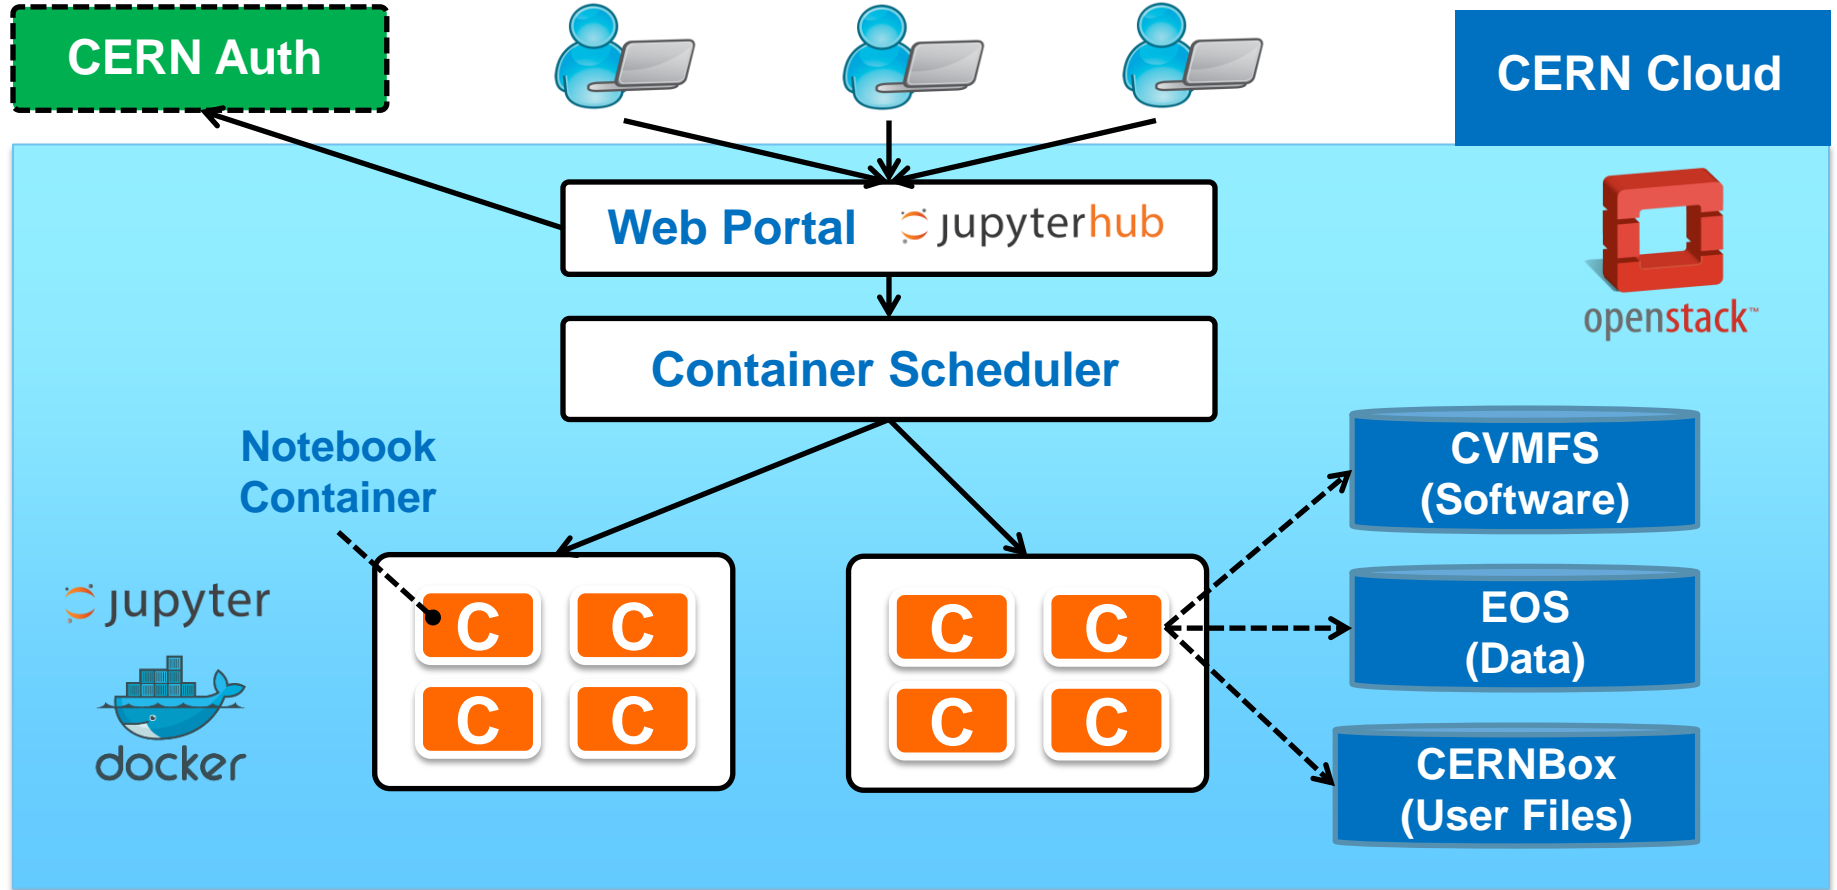 CERN Auth
CERN Cloud
Web Portal jupyterhub
openstack™
Container Scheduler
Notebook
Container
CVMFS
(Software)
jupyter
docker
C C
C C
C C
C C
EOS
(Data)
CERNBox
(User Files)